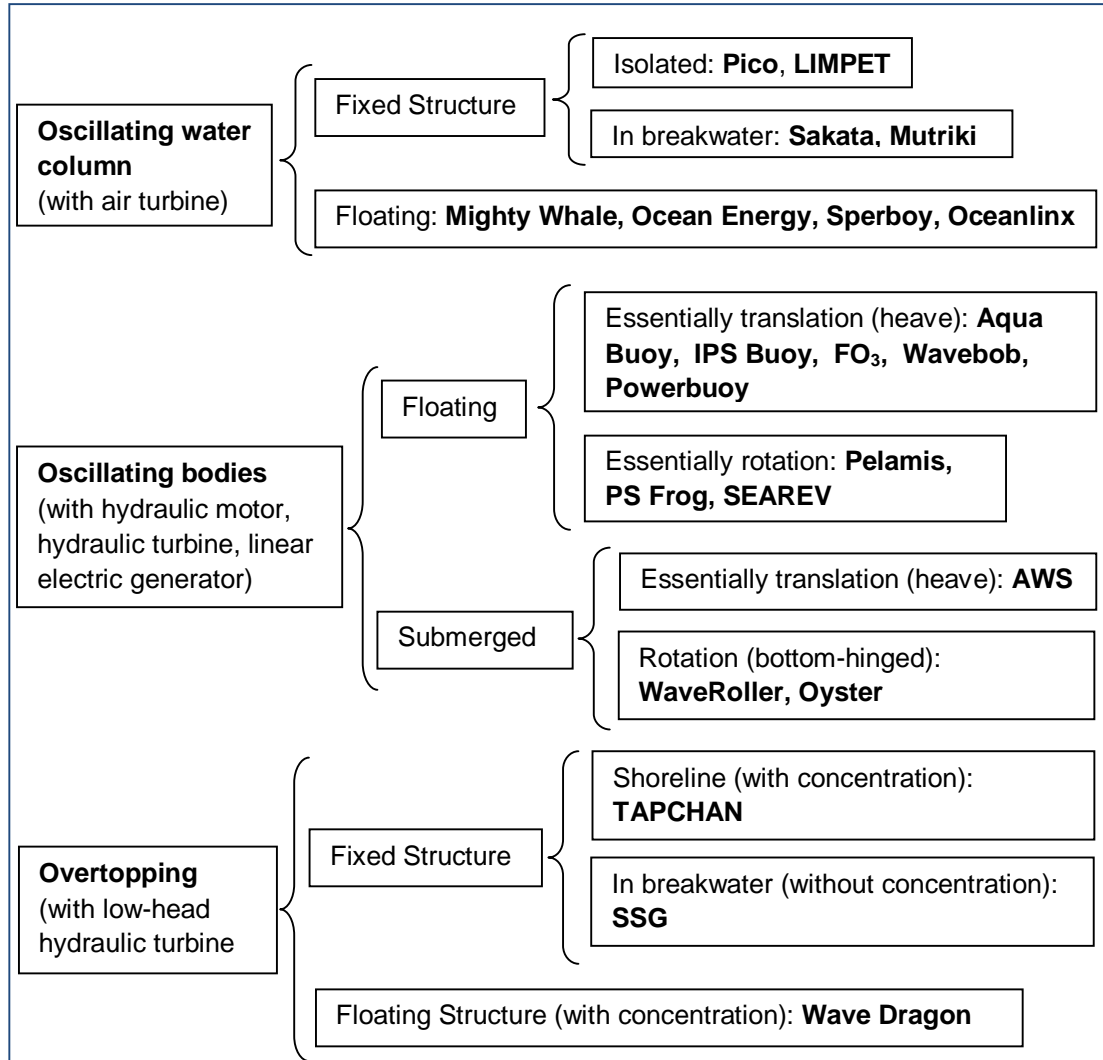 Oscillating water
column
(with air turbine)
Fixed Structure
Isolated: Pico, LIMPET
In breakwater: Sakata, Mutriki
Floating: Mighty Whale, Ocean Energy, Sperboy, Oceanlinx
Oscillating bodies
(with hydraulic motor,
hydraulic turbine, linear
electric generator)
Floating
Essentially translation (heave): Aqua
Buoy, IPS Buoy, FO₃, Wavebob,
Powerbuoy
Essentially rotation: Pelamis,
PS Frog, SEAREV
Submerged
Essentially translation (heave): AWS
Rotation (bottom-hinged):
WaveRoller, Oyster
Overtopping
(with low-head
hydraulic turbine
Fixed Structure
Shoreline (with concentration):
TAPCHAN
In breakwater (without concentration):
SSG
Floating Structure (with concentration): Wave Dragon